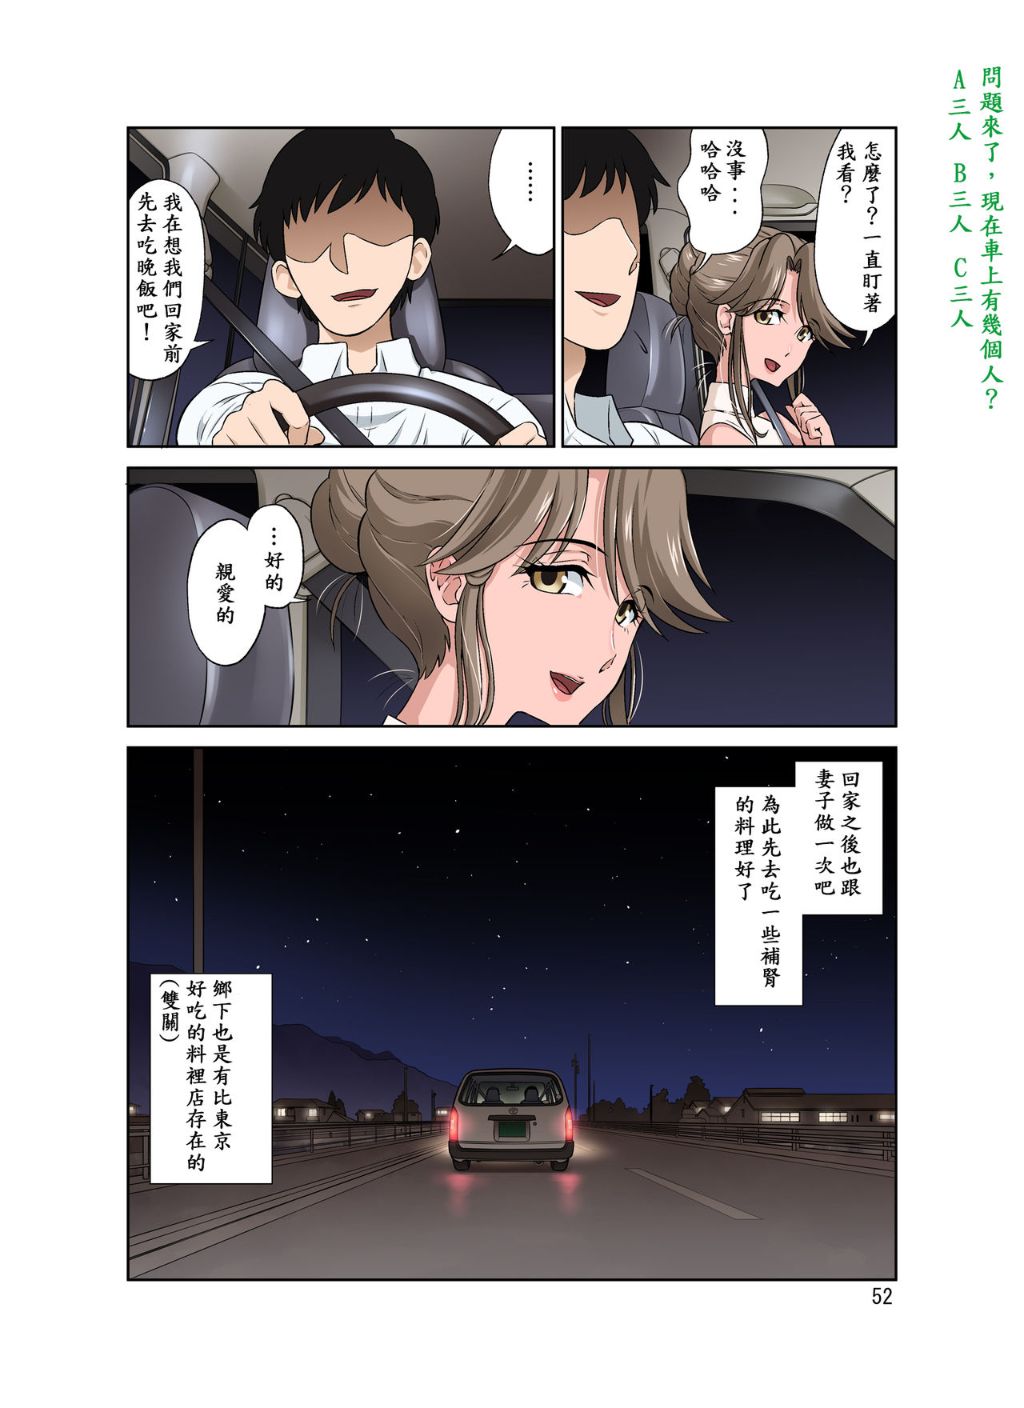 問題來了，現在車上有幾個人？
A三人 B三人 C三人
怎麼了？一直盯著
我看？
沒事...
哈哈哈
……
我在想我們回家前
先去吃晚飯吧！
…好的
親愛的
回家之後也跟
妻子做一次吧
為此先去吃一些補腎
的料理好了
鄉下也是有比東京
好吃的料裡店存在的
(雙關)
52